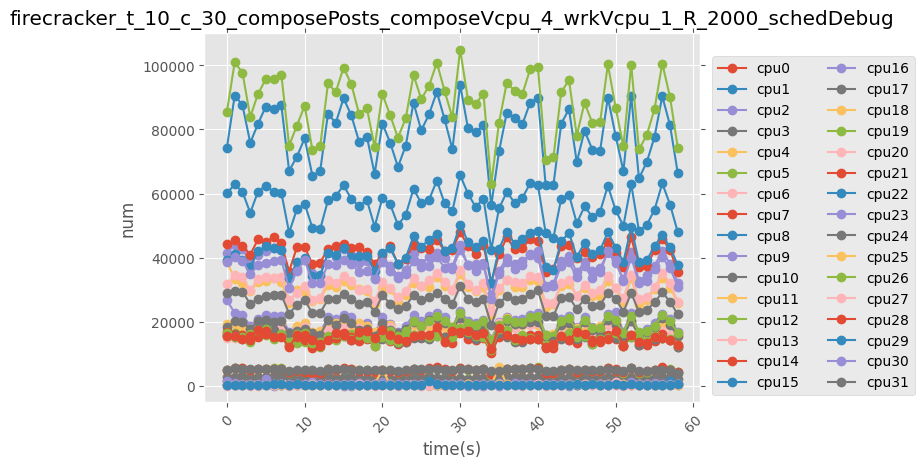 firecracker_t_10_c_30_composePosts_composeVcpu_4_wrkVcpu_1_R_2000_schedDebug
100000
80000
60000
40000
20000
0
num
0
10
20
30
40
50
60
time(s)
cpu0
cpu1
cpu2
cpu3
cpu4
cpu5
cpu6
cpu7
cpu8
cpu9
cpu10
cpu11
cpu12
cpu13
cpu14
cpu15
cpu16
cpu17
cpu18
cpu19
cpu20
cpu21
cpu22
cpu23
cpu24
cpu25
cpu26
cpu27
cpu28
cpu29
cpu30
cpu31